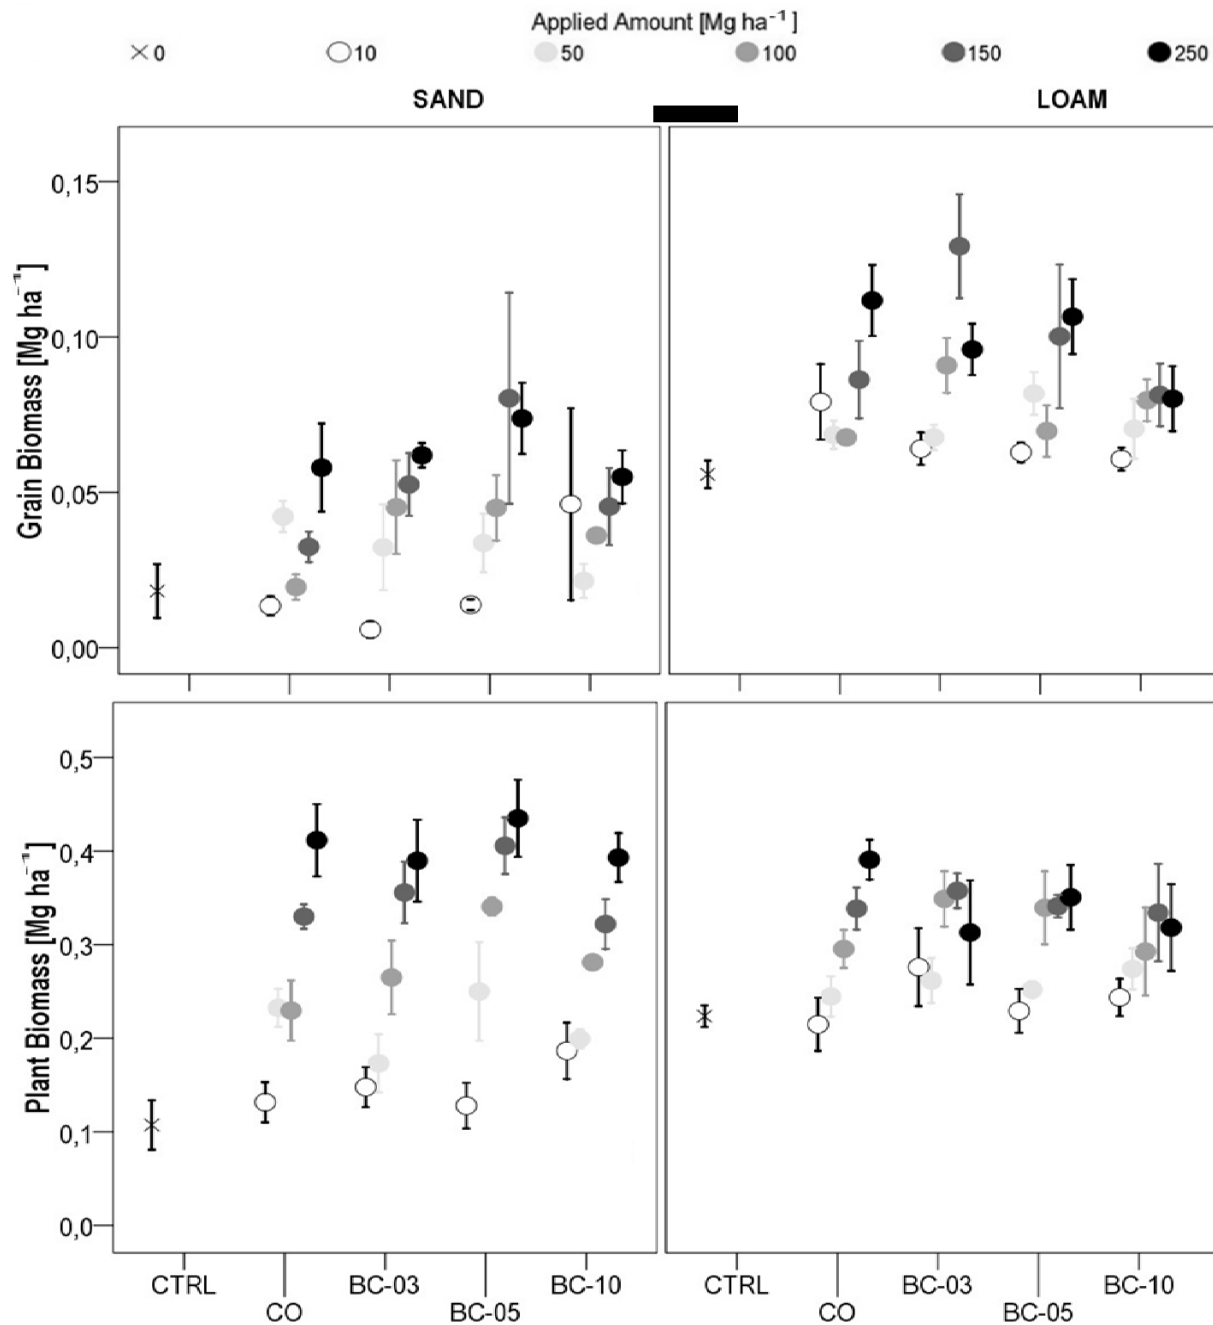 Applied Amount [Mg ha⁻¹]
0 10 50 100 150 250
SAND LOAM
Grain Biomass [Mg ha⁻¹]
0,15
0,10
0,05
0,00
Plant Biomass [Mg ha⁻¹]
0,5
0,4
0,3
0,2
0,1
0,0
CTRL BC-03 BC-10 CTRL BC-03 BC-10
CO BC-05 CO BC-05